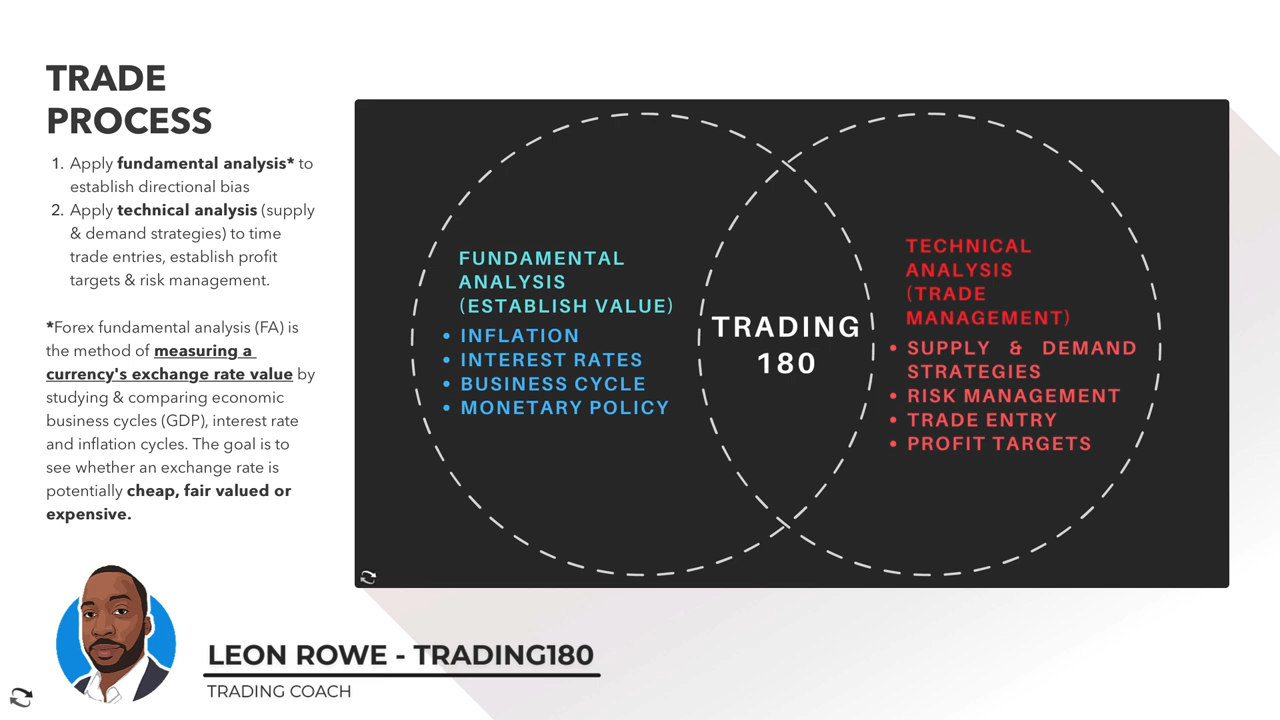 TRADE
PROCESS
1. Apply fundamental analysis* to
establish directional bias
2. Apply technical analysis (supply
& demand strategies) to time
trade entries, establish profit
targets & risk management.
*Forex fundamental analysis (FA) is
the method of measuring a
currency's exchange rate value by
studying & comparing economic
business cycles (GDP), interest rate
and inflation cycles. The goal is to
see whether an exchange rate is
potentially cheap, fair valued or
expensive.
FUNDAMENTAL
ANALYSIS
(ESTABLISH VALUE)
• INFLATION
• INTEREST RATES
• BUSINESS CYCLE
• MONETARY POLICY
TRADING
180
TECHNICAL
ANALYSIS
(TRADE
MANAGEMENT)
• SUPPLY & DEMAND
STRATEGIES
• RISK MANAGEMENT
• TRADE ENTRY
• PROFIT TARGETS
LEON ROWE - TRADING180
TRADING COACH